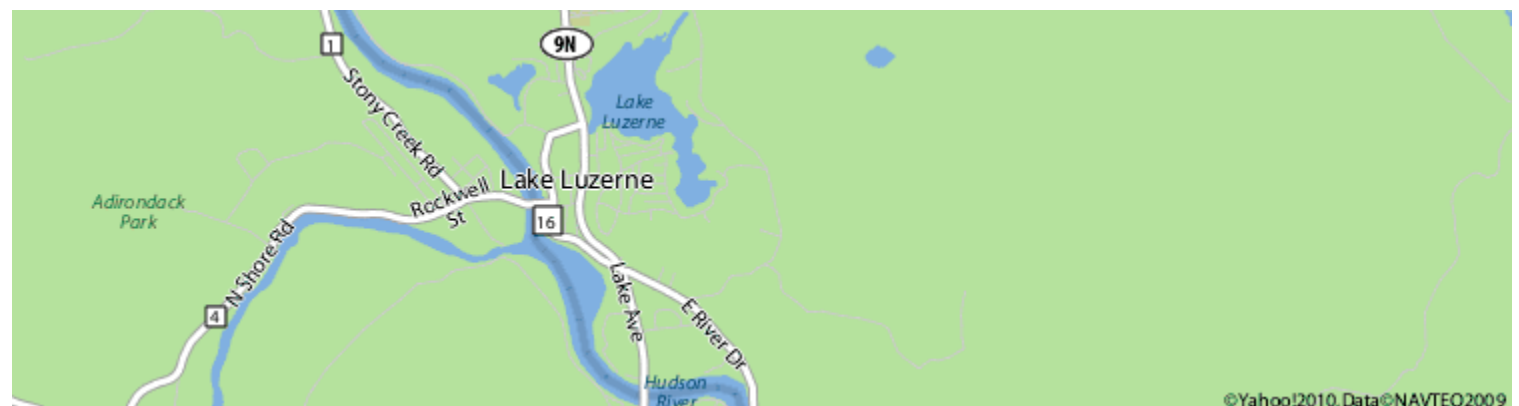 1
9N
Stony Creek Rd
Lake
Luzerne
Lake Luzerne
Rockwell
St
Adirondack
Park
16
N Shore Rd
4
Lake Ave
E River Dr
Hudson
River
©Yahoo!2010, Data©NAVTEQ2009